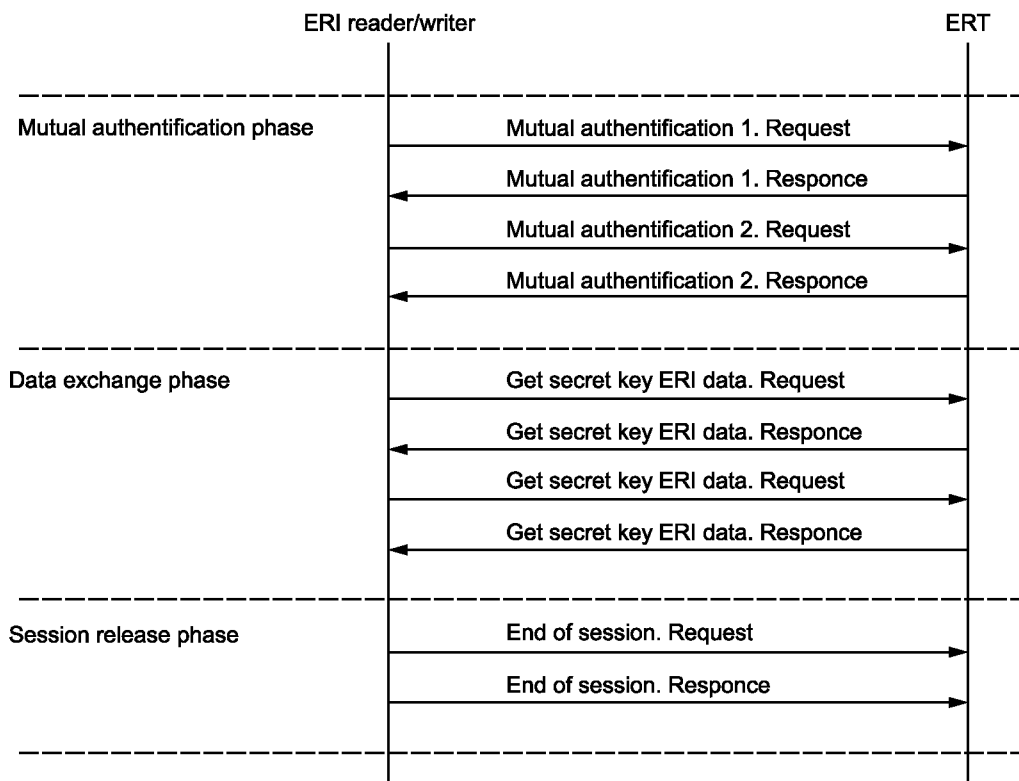 ERI reader/writer
ERT
Mutual authentification phase
Mutual authentification 1. Request
Mutual authentification 1. Responce
Mutual authentification 2. Request
Mutual authentification 2. Responce
Data exchange phase
Get secret key ERI data. Request
Get secret key ERI data. Responce
Get secret key ERI data. Request
Get secret key ERI data. Responce
Session release phase
End of session. Request
End of session. Responce